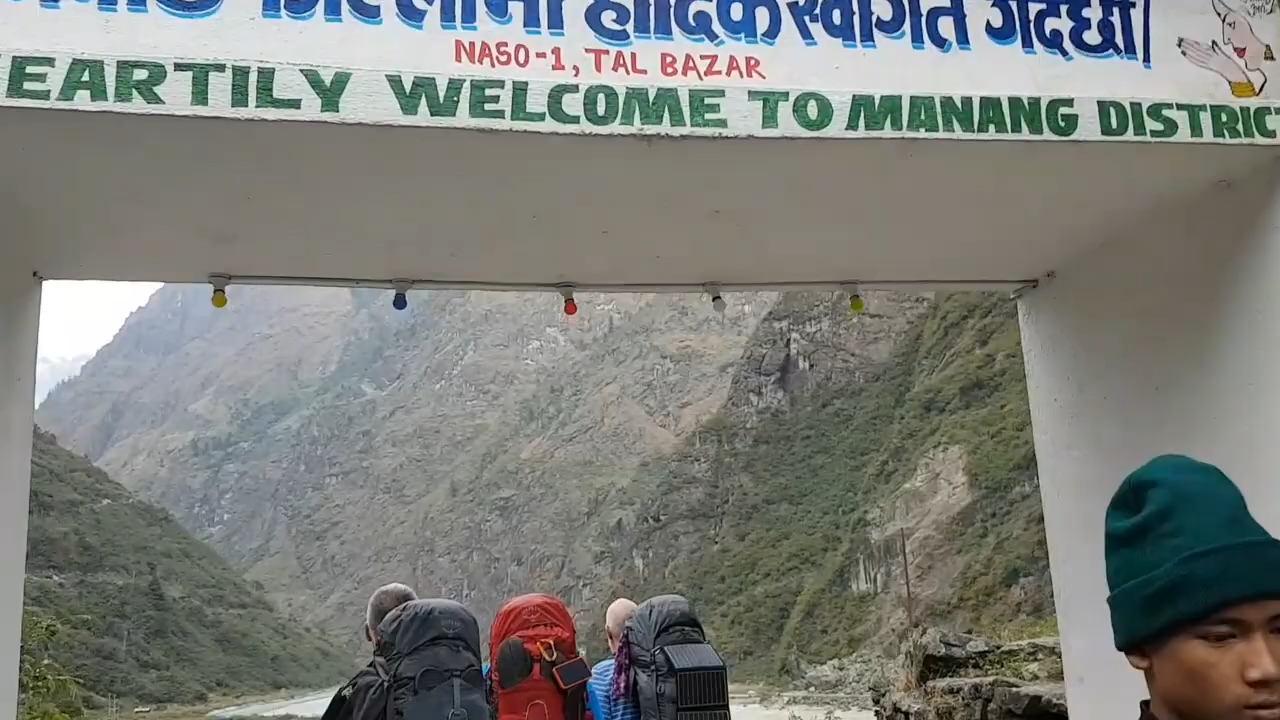 जिल्लामा हार्दिक स्वागत गर्दछौं।
NASO-1, TAL BAZAR
EARTILY WELCOME TO MANANG DISTRIC